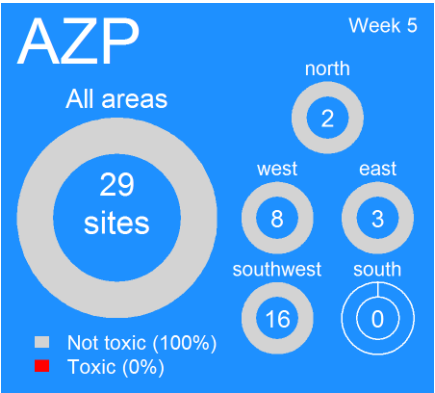 AZP
Week 5
All areas
29
sites
north
2
west
8
east
3
southwest
16
south
0
Not toxic (100%)
Toxic (0%)